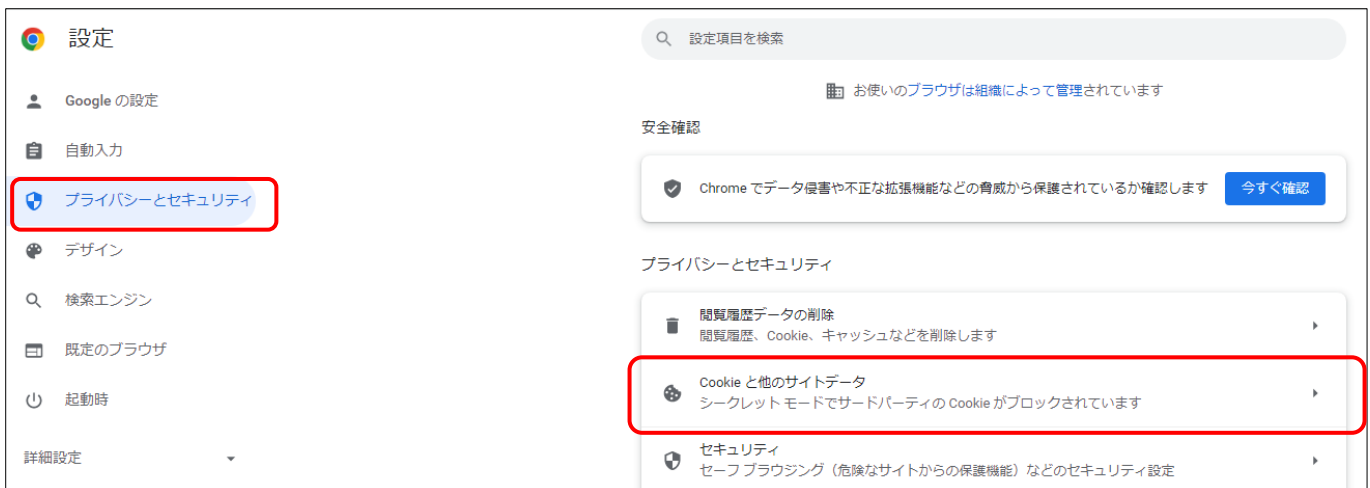 設定
Google の設定
自動入力
プライバシーとセキュリティ
デザイン
検索エンジン
既定のブラウザ
起動時
詳細設定
設定項目を検索
お使いのブラウザは組織によって管理されています
安全確認
Chrome でデータ侵害や不正な拡張機能などの脅威から保護されているか確認します
今すぐ確認
プライバシーとセキュリティ
閲覧履歴データの削除
閲覧履歴、Cookie、キャッシュなどを削除します
Cookie と他のサイトデータ
シークレット モードでサードパーティの Cookie がブロックされています
セキュリティ
セーフ ブラウジング（危険なサイトからの保護機能）などのセキュリティ設定